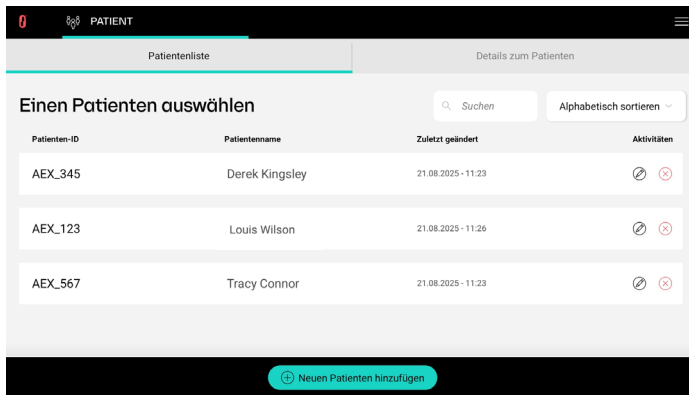 PATIENT
Patientenliste
Details zum Patienten
Einen Patienten auswählen
Suchen
Alphabetisch sortieren
Patienten-ID Patientenname Zuletzt geändert Aktivitäten
AEX_345 Derek Kingsley 21.08.2025 - 11:23
AEX_123 Louis Wilson 21.08.2025 - 11:26
AEX_567 Tracy Connor 21.08.2025 - 11:23
Neuen Patienten hinzufügen